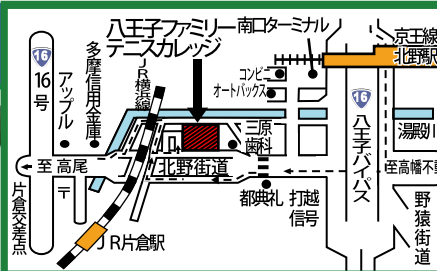 八王子ファミリー
テニスカレッジ
南口ターミナル
京王線
北野駅
16
16号
アップル
多摩信用金庫
JR横浜線
コンビニ
オートバックス
16
八王子バイパス
湯殿川
三原
歯科
至 高尾
北野街道
至高幡不動
〒
都典礼
打越
信号
野猿街道
片倉交差点
JR片倉駅